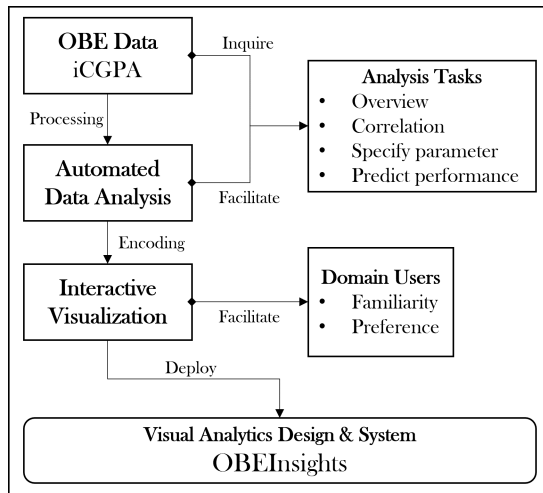 OBE Data
iCGPA
Inquire
Analysis Tasks
• Overview
• Correlation
• Specify parameter
• Predict performance
Processing
Automated
Data Analysis
Facilitate
Encoding
Interactive
Visualization
Facilitate
Domain Users
• Familiarity
• Preference
Deploy
Visual Analytics Design & System
OBEInsights